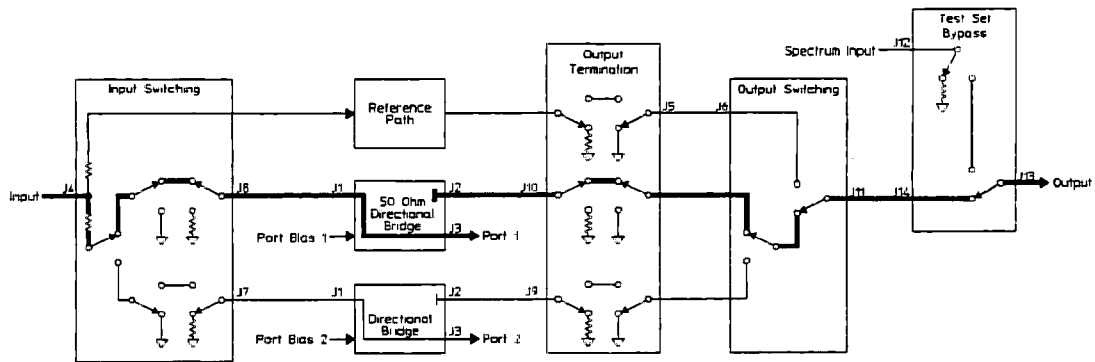 Test Set
Bypass
J12
Spectrum Input
Output
Termination
Input Switching
Output Switching
Reference
Path
J5
J6
J4
Input
J8
J1
J2
J10
50 Ohm
Directional
Bridge
J3
Port Bias 1
Port 1
J11
J14
J13
Output
J7
J1
J2
J9
Directional
Bridge
J3
Port Bias 2
Port 2